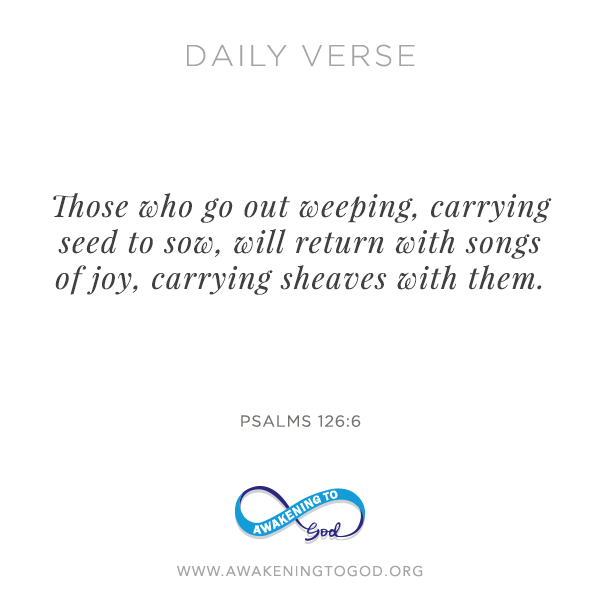 DAILY VERSE
Those who go out weeping, carrying
seed to sow, will return with songs
of joy, carrying sheaves with them.
PSALMS 126:6
AWAKENING TO
God
WWW.AWAKENINGTOGOD.ORG